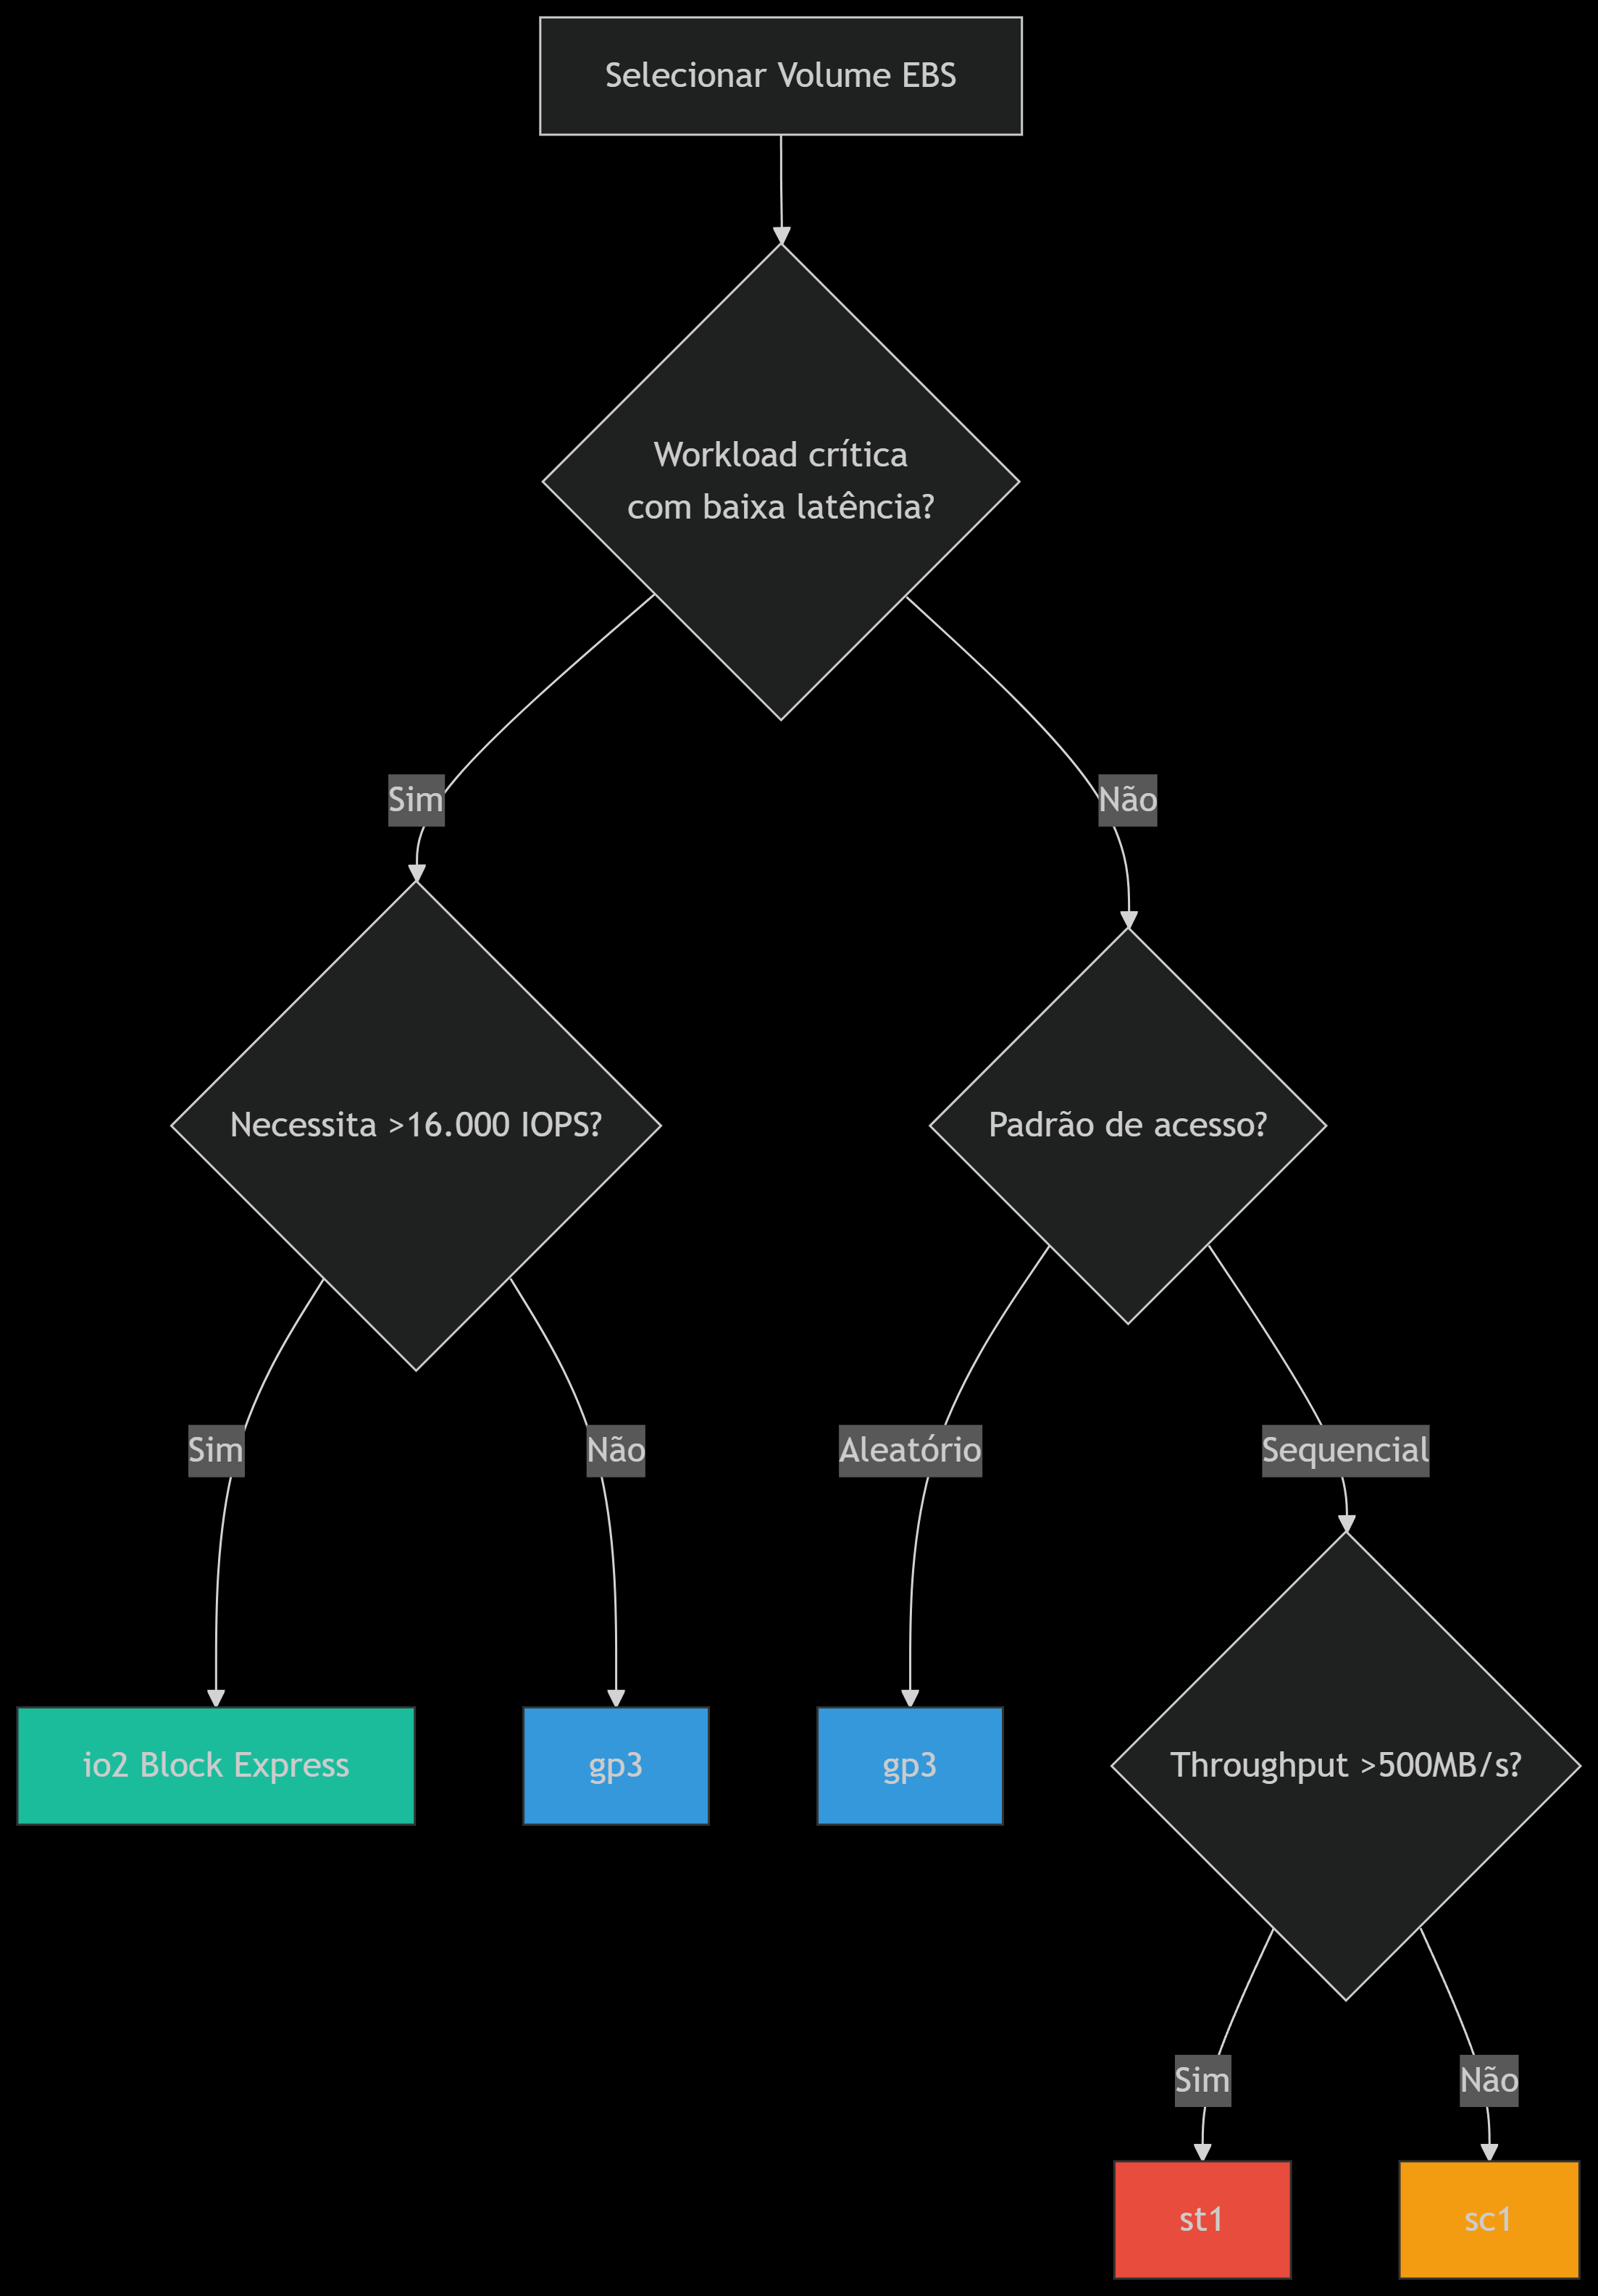 Selecionar Volume EBS
Workload crítica
com baixa latência?
Sim
Não
Necessita >16.000 IOPS?
Padrão de acesso?
Sim
Não
Aleatório
Sequencial
io2 Block Express
gp3
gp3
Throughput >500MB/s?
Sim
Não
st1
sc1